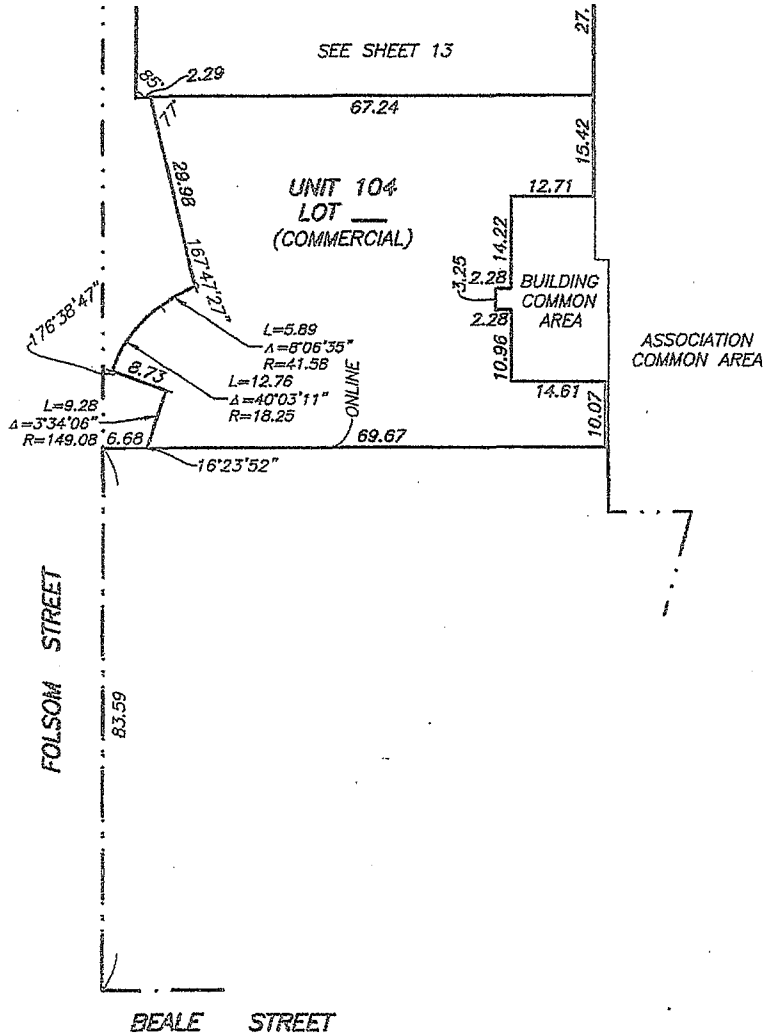 27.
SEE SHEET 13
85'
2.29
67.24
77'
15.42
29.98
UNIT 104
LOT ___
(COMMERCIAL)
12.71
14.22
167°47'27"
3.25
2.28
BUILDING
COMMON
AREA
2.28
176°38'47"
L=5.89
Δ=8°06'35"
R=41.58
ASSOCIATION
COMMON AREA
10.96
8.73
L=12.76
Δ=40°03'11"
R=18.25
14.61
L=9.28
Δ=3°34'06"
R=149.08
ONLINE
10.07
6.68
69.67
16°23'52"
FOLSOM STREET
83.59
BEALE STREET